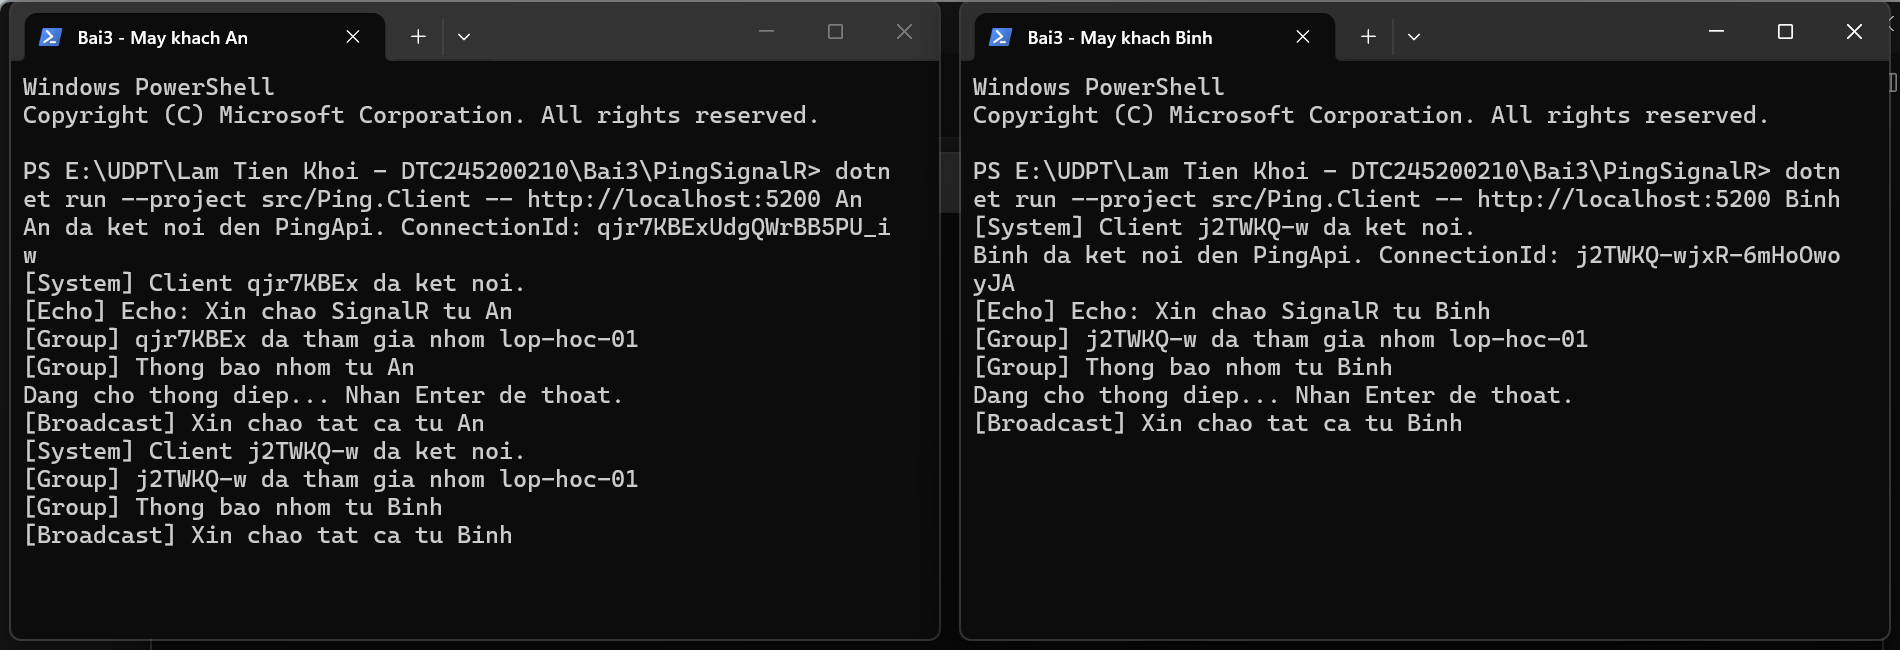 Bai3 - May khach An
Windows PowerShell
Copyright (C) Microsoft Corporation. All rights reserved.
PS E:\UDPT\Lam Tien Khoi - DTC245200210\Bai3\PingSignalR> dotn
et run --project src/Ping.Client -- http://localhost:5200 An
An da ket noi den PingApi. ConnectionId: qjr7KBExUdgQWrBB5PU_i
w
[System] Client qjr7KBEx da ket noi.
[Echo] Echo: Xin chao SignalR tu An
[Group] qjr7KBEx da tham gia nhom lop-hoc-01
[Group] Thong bao nhom tu An
Dang cho thong diep... Nhan Enter de thoat.
[Broadcast] Xin chao tat ca tu An
[System] Client j2TWKQ-w da ket noi.
[Group] j2TWKQ-w da tham gia nhom lop-hoc-01
[Group] Thong bao nhom tu Binh
[Broadcast] Xin chao tat ca tu Binh
Bai3 - May khach Binh
Windows PowerShell
Copyright (C) Microsoft Corporation. All rights reserved.
PS E:\UDPT\Lam Tien Khoi - DTC245200210\Bai3\PingSignalR> dotn
et run --project src/Ping.Client -- http://localhost:5200 Binh
[System] Client j2TWKQ-w da ket noi.
Binh da ket noi den PingApi. ConnectionId: j2TWKQ-wjxR-6mHoOwo
yJA
[Echo] Echo: Xin chao SignalR tu Binh
[Group] j2TWKQ-w da tham gia nhom lop-hoc-01
[Group] Thong bao nhom tu Binh
Dang cho thong diep... Nhan Enter de thoat.
[Broadcast] Xin chao tat ca tu Binh